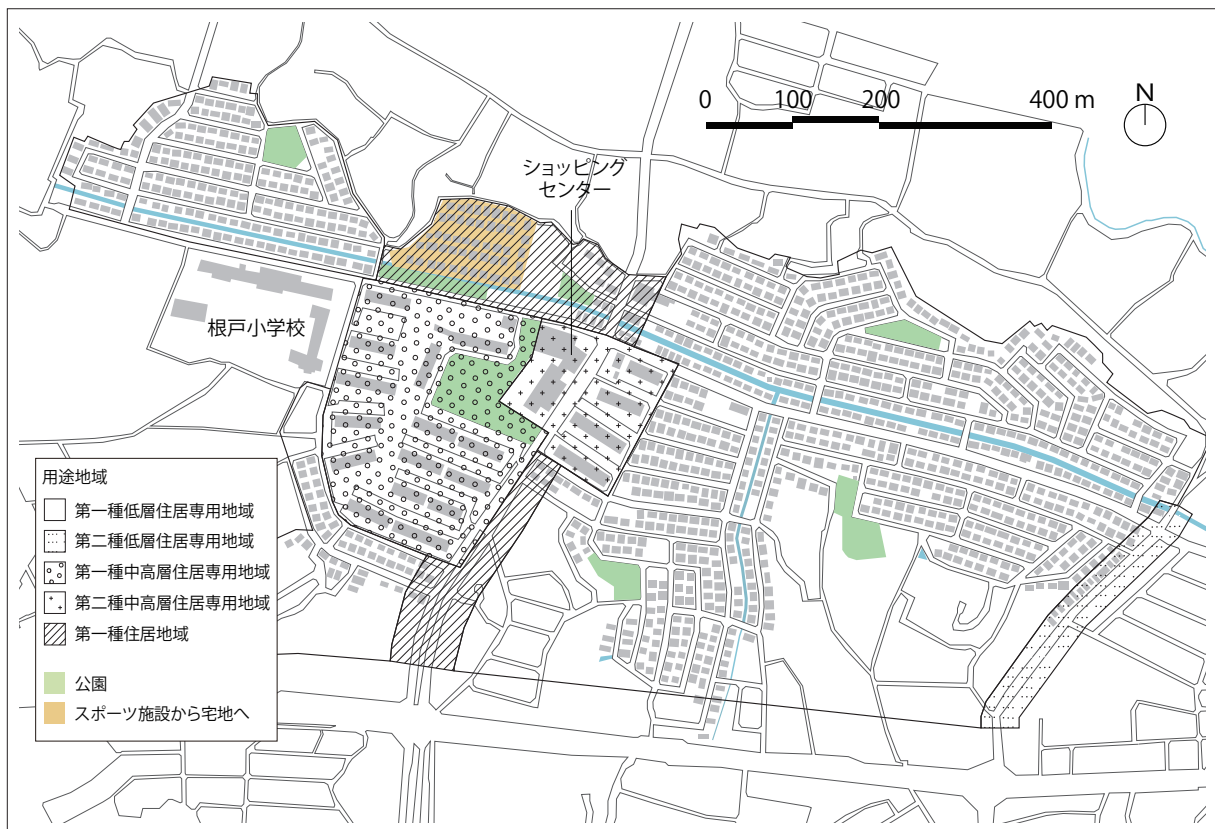 0 100 200 400 m
N
ショッピング
センター
根戸小学校
用途地域
第一種低層住居専用地域
第二種低層住居専用地域
第一種中高層住居専用地域
第二種中高層住居専用地域
第一種住居地域
公園
スポーツ施設から宅地へ